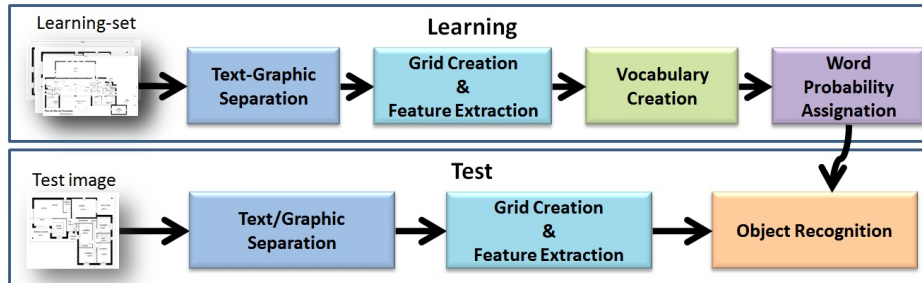 Learning
Learning-set
Text-Graphic
Separation
Grid Creation
&
Feature Extraction
Vocabulary
Creation
Word
Probability
Assignation
Test
Test image
Text/Graphic
Separation
Grid Creation
&
Feature Extraction
Object Recognition